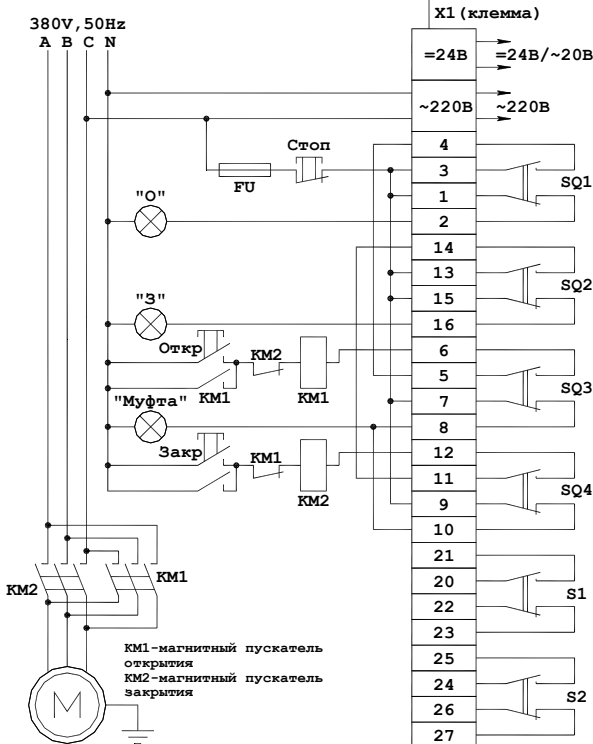 X1(клемма)
380V,50Hz
A B C N
=24В
=24В/~20В
~220В
~220В
Стоп
FU
4
3
1
2
SQ1
"О"
14
13
15
16
SQ2
"З"
Откр
КМ2
КМ1
КМ1
6
5
7
8
SQ3
"Муфта"
Закр
КМ1
КМ2
12
11
9
10
SQ4
КМ2
КМ1
21
20
22
23
S1
25
24
26
27
S2
КМ1-магнитный пускатель
открытия
КМ2-магнитный пускатель
закрытия
М